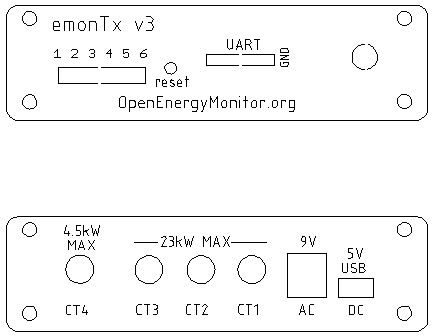 emonTx v3
1 2 3 4 5 6
UART
GND
reset
OpenEnergyMonitor.org
4.5kW
MAX
23kW MAX
9V
5V
USB
CT4 CT3 CT2 CT1 AC DC